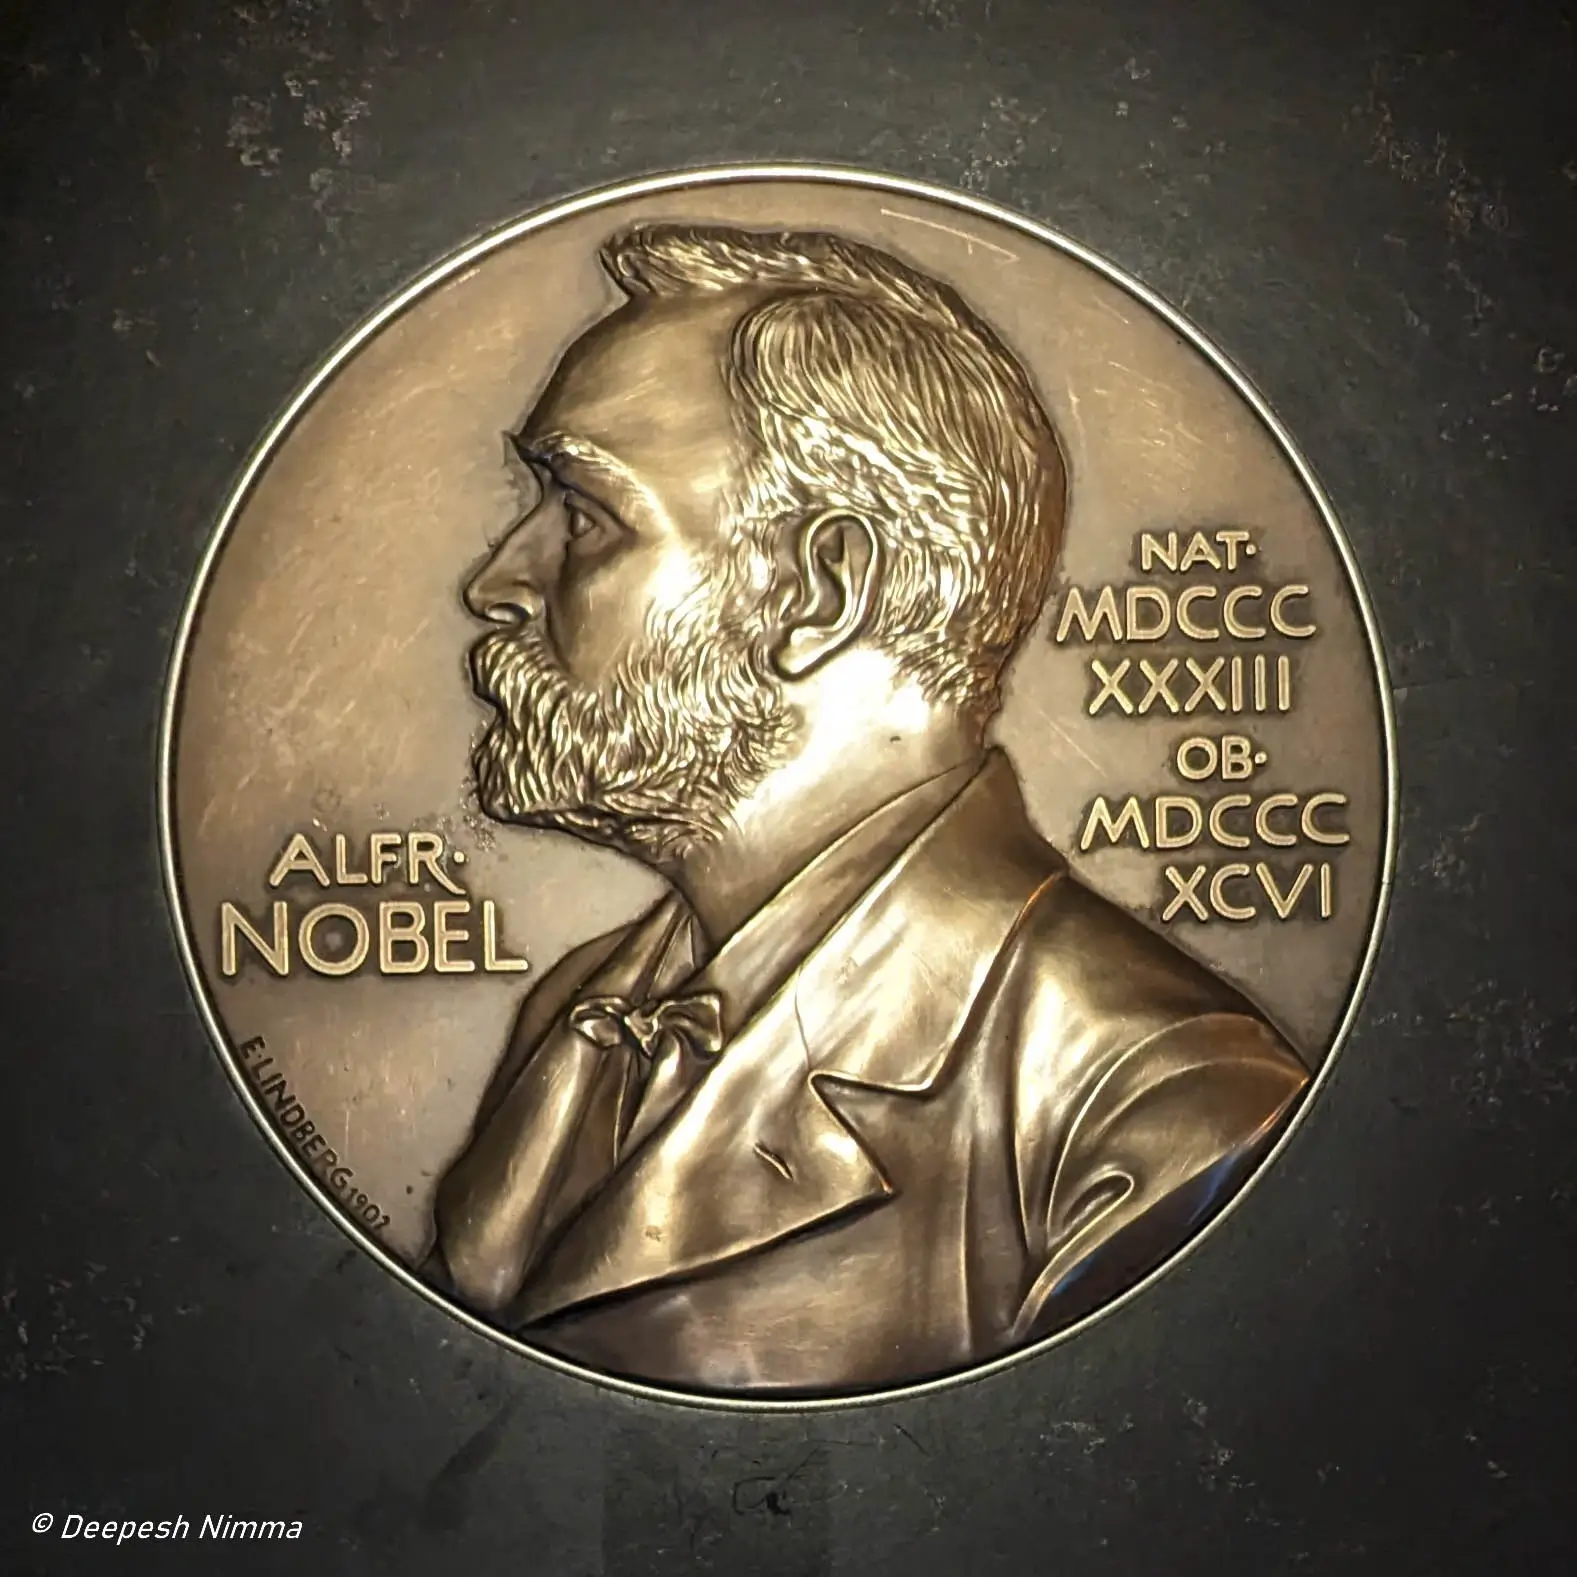 ALFR·
NOBEL
NAT·
MDCCC
XXXIII
OB·
MDCCC
XCVI
E·LINDBERG 1902
© Deepesh Nimma